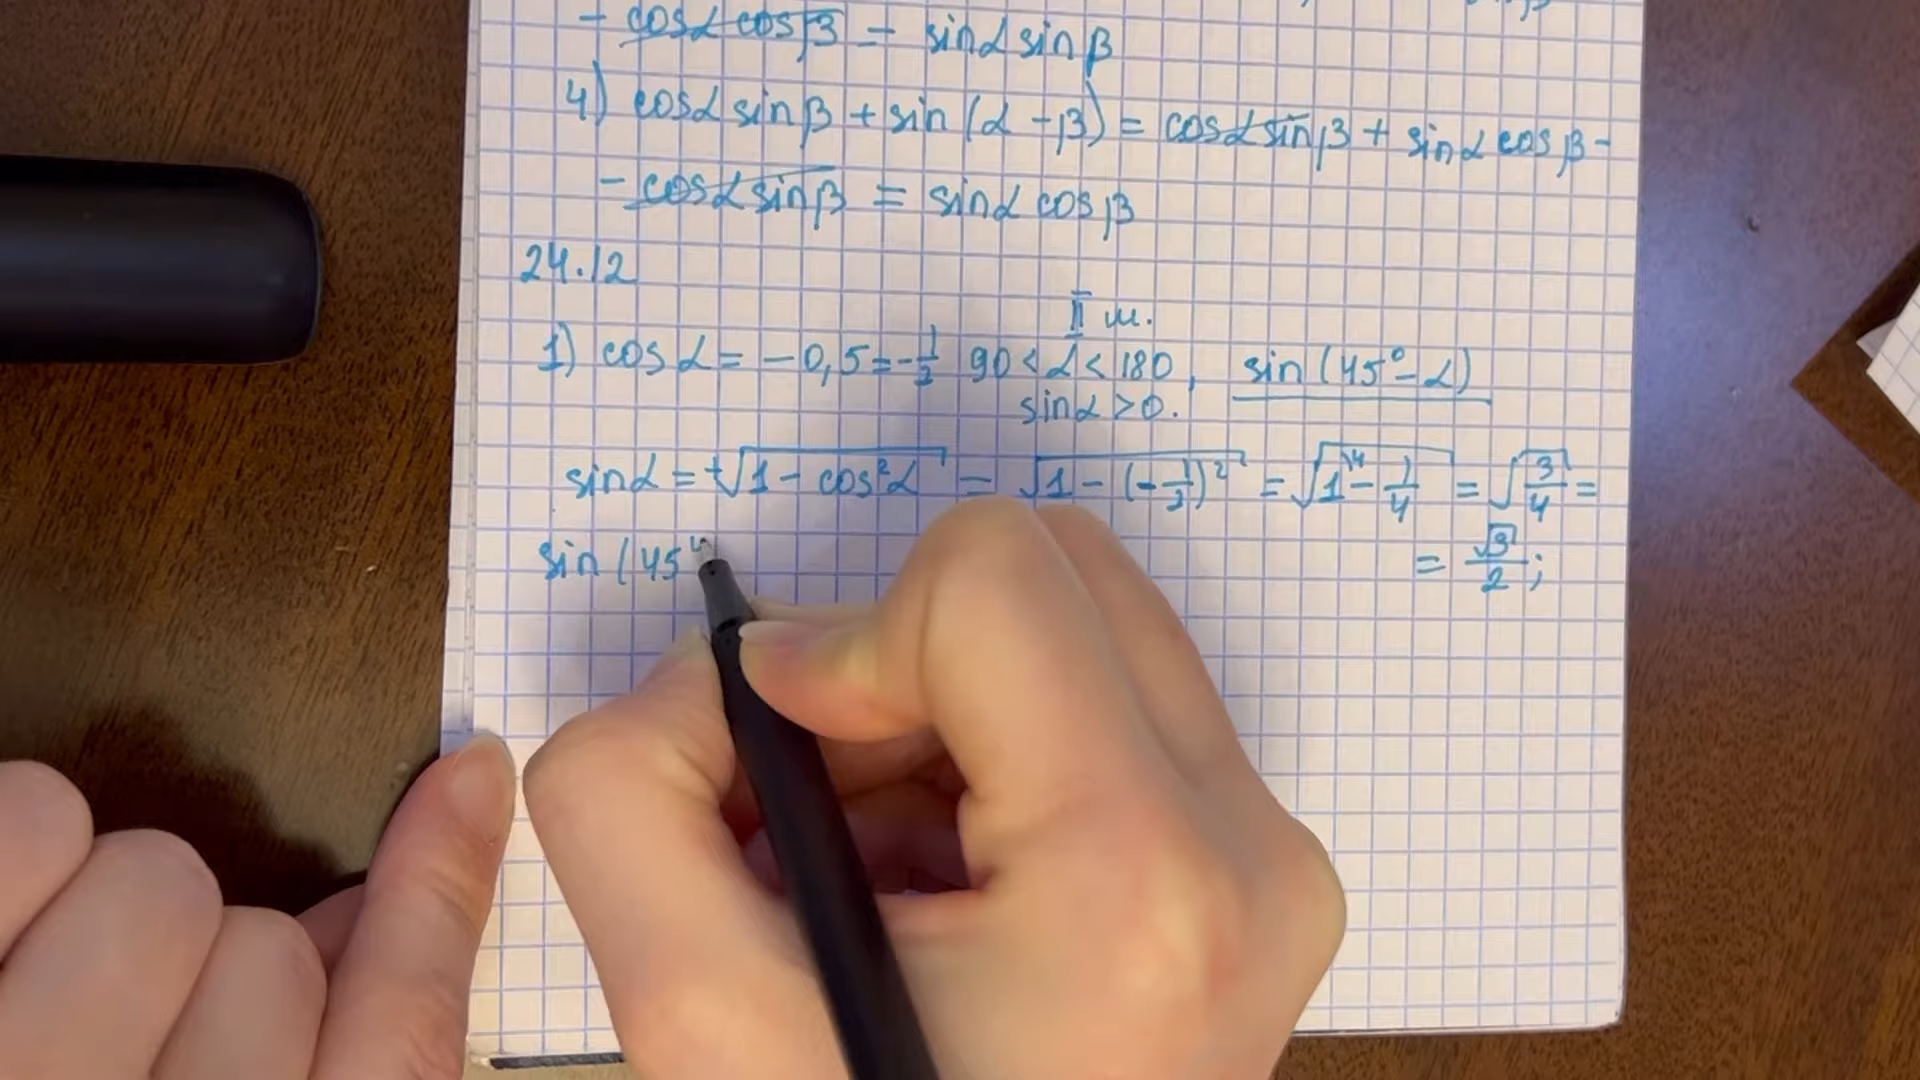 - cosα cosβ = sinα sinβ
4) cosα sinβ + sin(α - β) = cosα sinβ + sinα cosβ -
- cosα sinβ = sinα cosβ
24.12
II ч.
1) cosα = -0,5 = -1/2 90 < α < 180, sin(45° - α)
sinα > 0.
sinα = +√(1 - cos²α) = √(1 - (-1/2)²) = √(1 - 1/4) = √(3/4) =
= √3/2;
sin(45°